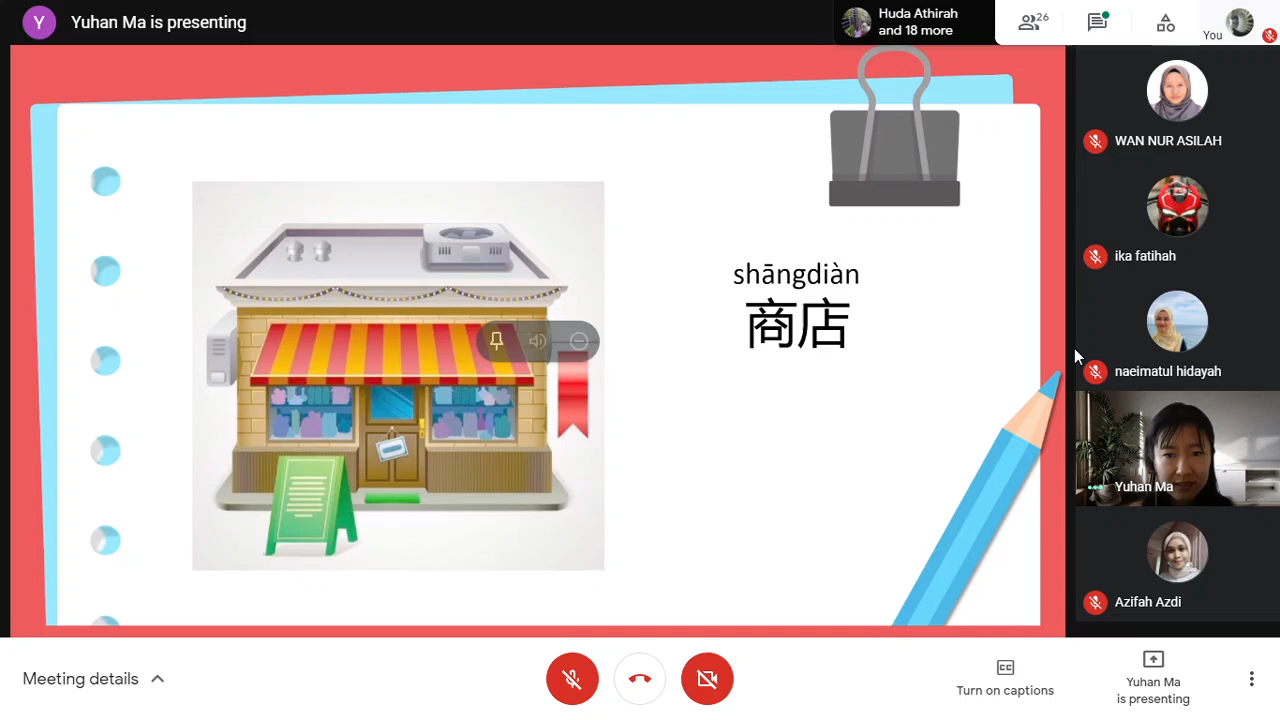 Y
Yuhan Ma is presenting
Huda Athirah
and 18 more
26
You
shāngdiàn
商店
WAN NUR ASILAH
ika fatihah
naeimatul hidayah
Yuhan Ma
Azifah Azdi
Meeting details
CC
Turn on captions
Yuhan Ma
is presenting